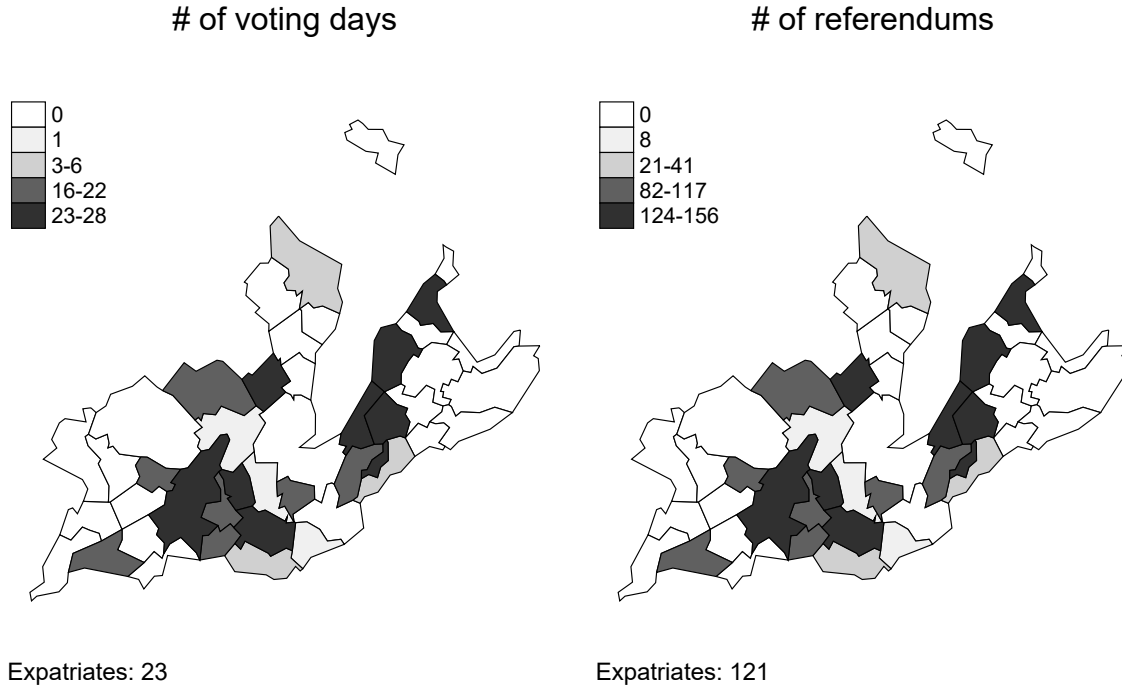 # of voting days
0
1
3-6
16-22
23-28
Expatriates: 23
# of referendums
0
8
21-41
82-117
124-156
Expatriates: 121